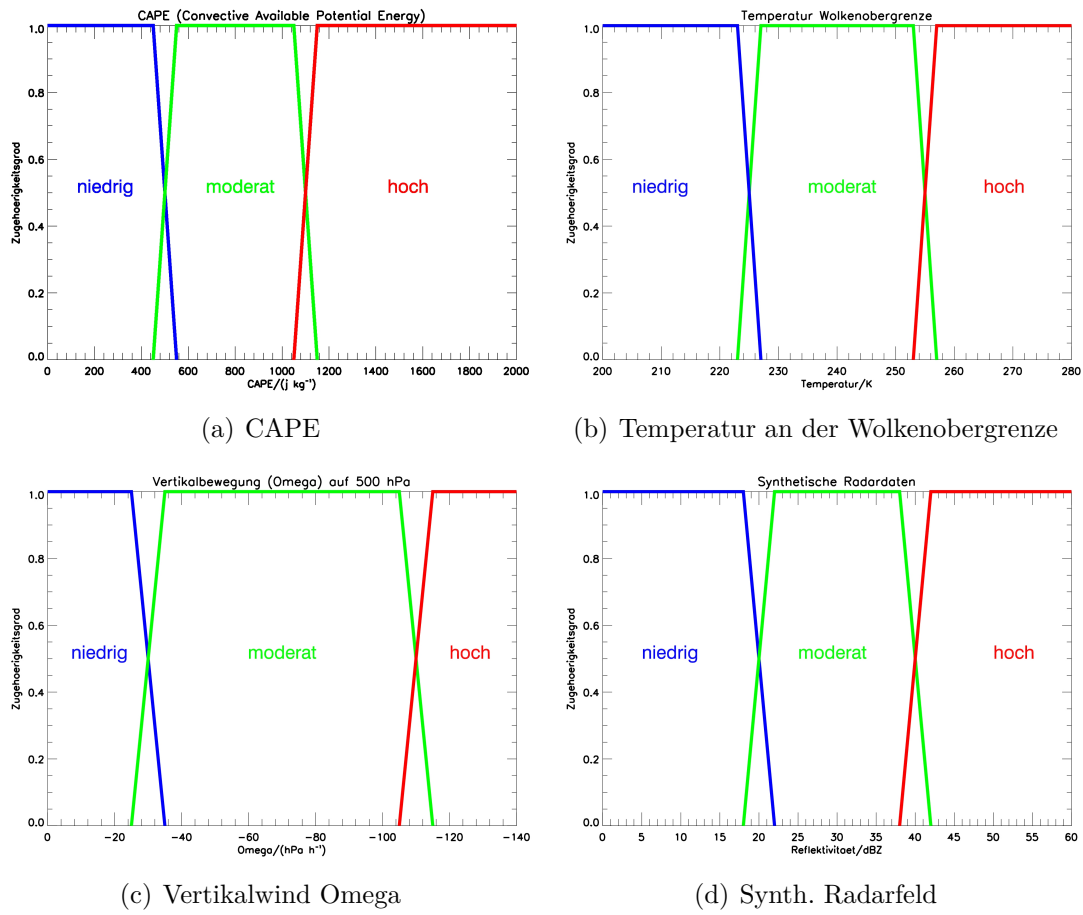 CAPE (Convective Available Potential Energy)
1.0
0.8
0.6
0.4
0.2
0.0
Zugehoerigkeitsgrad
niedrig
moderat
hoch
0 200 400 600 800 1000 1200 1400 1600 1800 2000
CAPE/(j kg⁻¹)
(a) CAPE
Temperatur Wolkenobergrenze
1.0
0.8
0.6
0.4
0.2
0.0
Zugehoerigkeitsgrad
niedrig
moderat
hoch
200 210 220 230 240 250 260 270 280
Temperatur/K
(b) Temperatur an der Wolkenobergrenze
Vertikalbewegung (Omega) auf 500 hPa
1.0
0.8
0.6
0.4
0.2
0.0
Zugehoerigkeitsgrad
niedrig
moderat
hoch
0 -20 -40 -60 -80 -100 -120 -140
Omega/(hPa h⁻¹)
(c) Vertikalwind Omega
Synthetische Radardaten
1.0
0.8
0.6
0.4
0.2
0.0
Zugehoerigkeitsgrad
niedrig
moderat
hoch
0 5 10 15 20 25 30 35 40 45 50 55 60
Reflektivitaet/dBZ
(d) Synth. Radarfeld